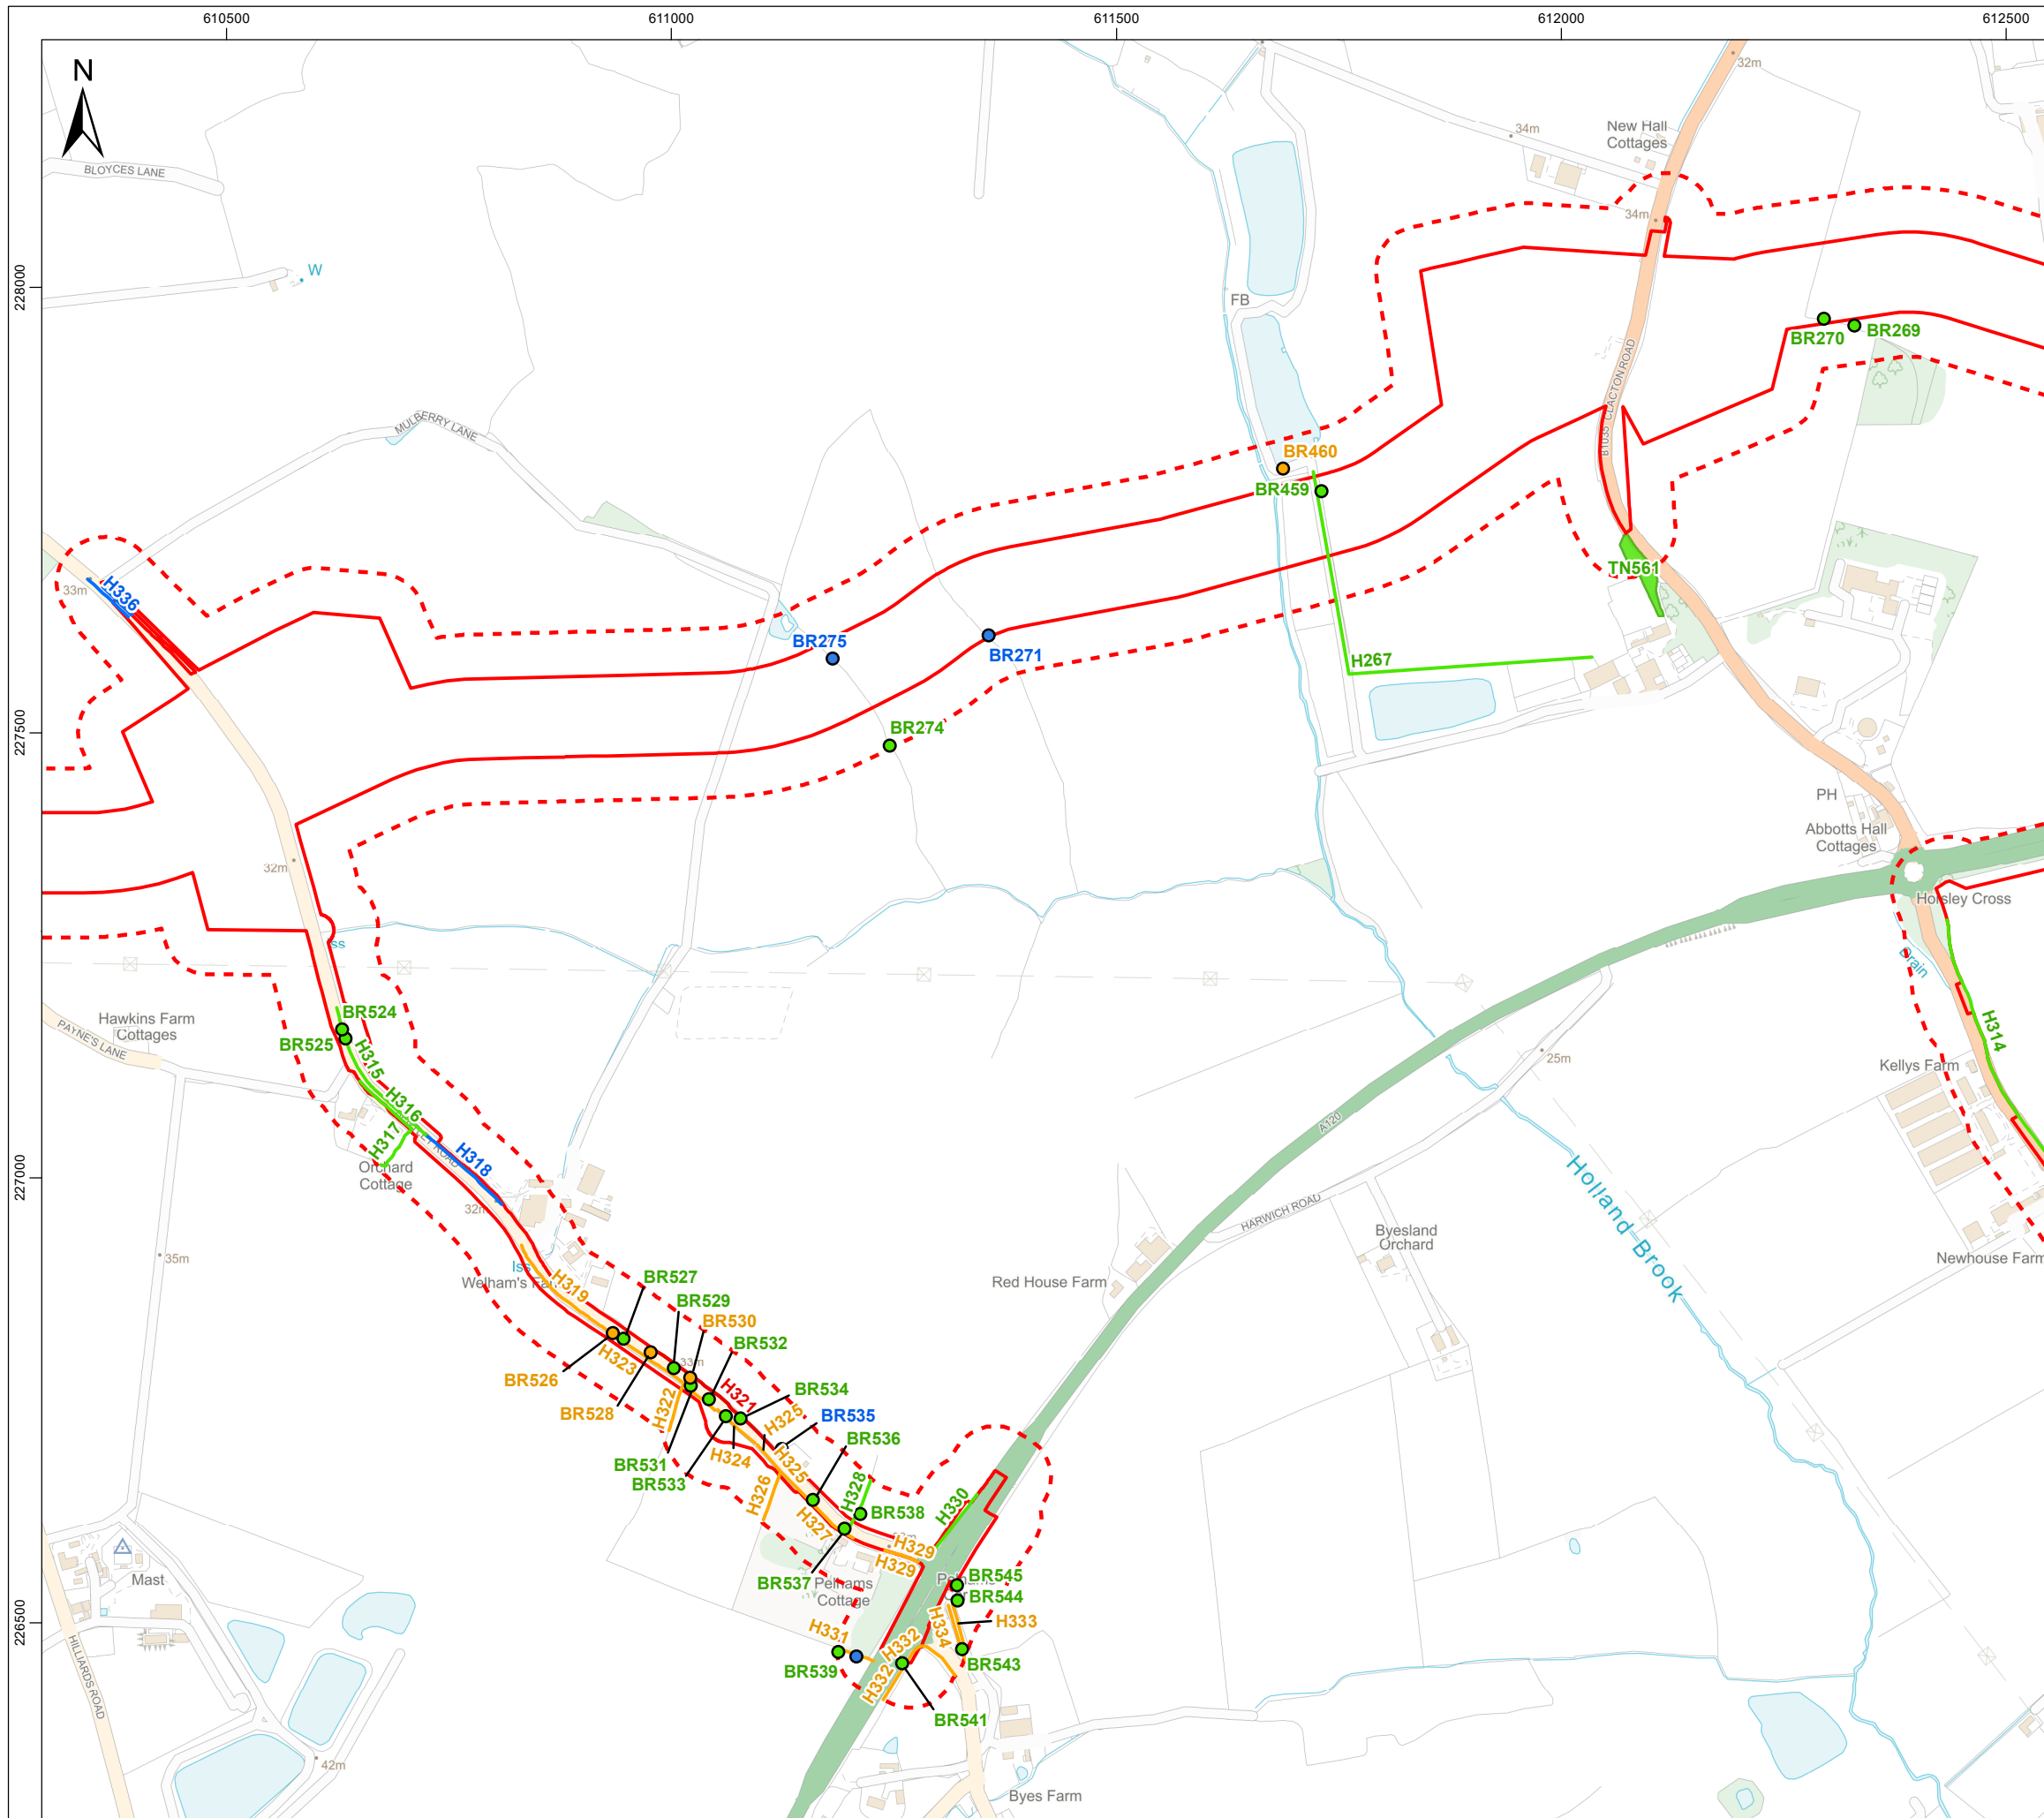 610500
611000
611500
612000
612500
N
32m
BLOYCES LANE
34m
New Hall
Cottages
34m
W
228000
FB
BR270
BR269
B1035 CLACTON ROAD
MULBERRY LANE
BR460
BR459
33m
H336
TN561
BR275
BR271
H267
BR274
227500
PH
Abbotts Hall
Cottages
32m
Horsley Cross
Iss
Drain
Hawkins Farm
Cottages
PAYNE'S LANE
BR524
BR525
H315
H316
H317
H318
H314
25m
Kellys Farm
A120
Orchard
Cottage
227000
32m
Holland Brook
HARWICH ROAD
Byesland
Orchard
35m
Iss
Welham's Farm
H319
Red House Farm
Newhouse Farm
BR527
BR529
BR530
BR532
33m
H323
BR526
BR528
H322
H321
BR534
H325
BR535
BR536
H324
BR531
BR533
H325
H326
H328
H330
BR538
H327
H329
H329
BR537
Pelhams
Cottage
BR545
BR544
Mast
H333
H334
226500
H331
H332
H332
BR539
BR543
BR541
HILLIARDS ROAD
42m
Byes Farm